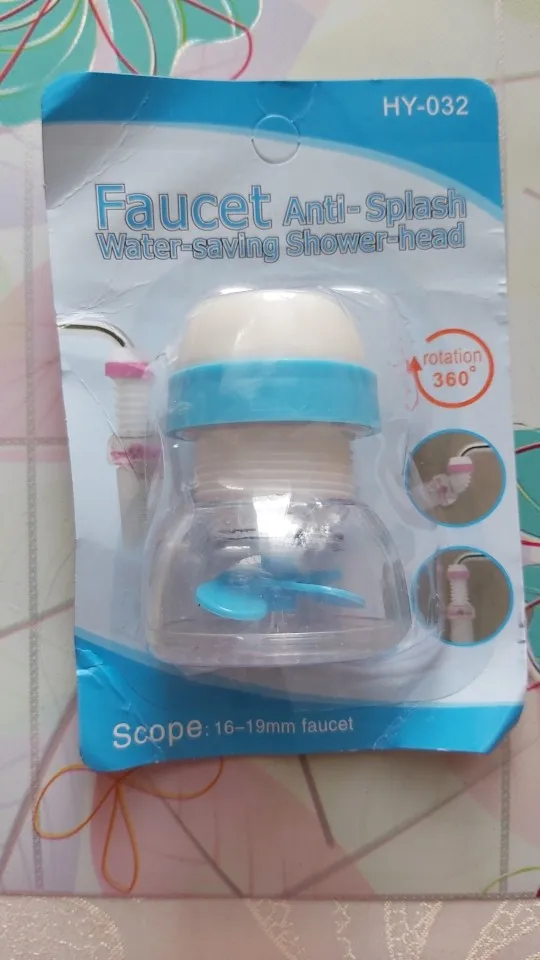 HY-032
Faucet Anti-Splash
Water-saving Shower-head
rotation
360°
Scope: 16-19mm faucet